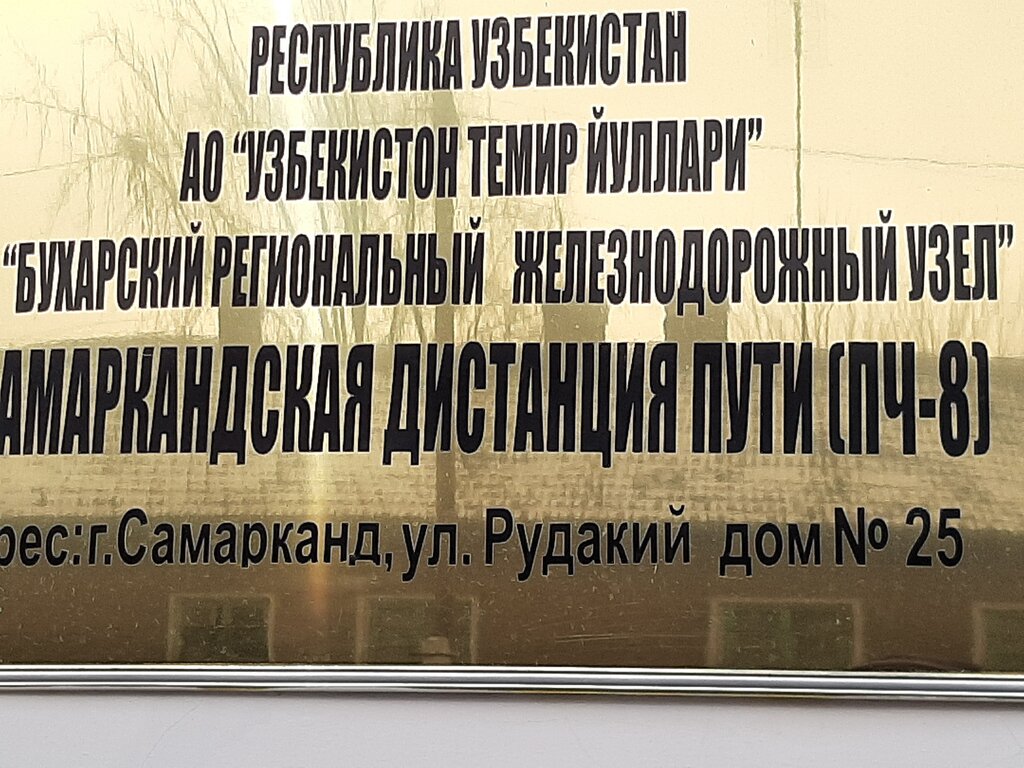 РЕСПУБЛИКА УЗБЕКИСТАН
АО “УЗБЕКИСТОН ТЕМИР ЙУЛЛАРИ”
“БУХАРСКИЙ РЕГИОНАЛЬНЫЙ ЖЕЛЕЗНОДОРОЖНЫЙ УЗЕЛ”
АМАРКАНДСКАЯ ДИСТАНЦИЯ ПУТИ (ПЧ-8)
рес:г.Самарканд,ул. Рудакий дом № 25